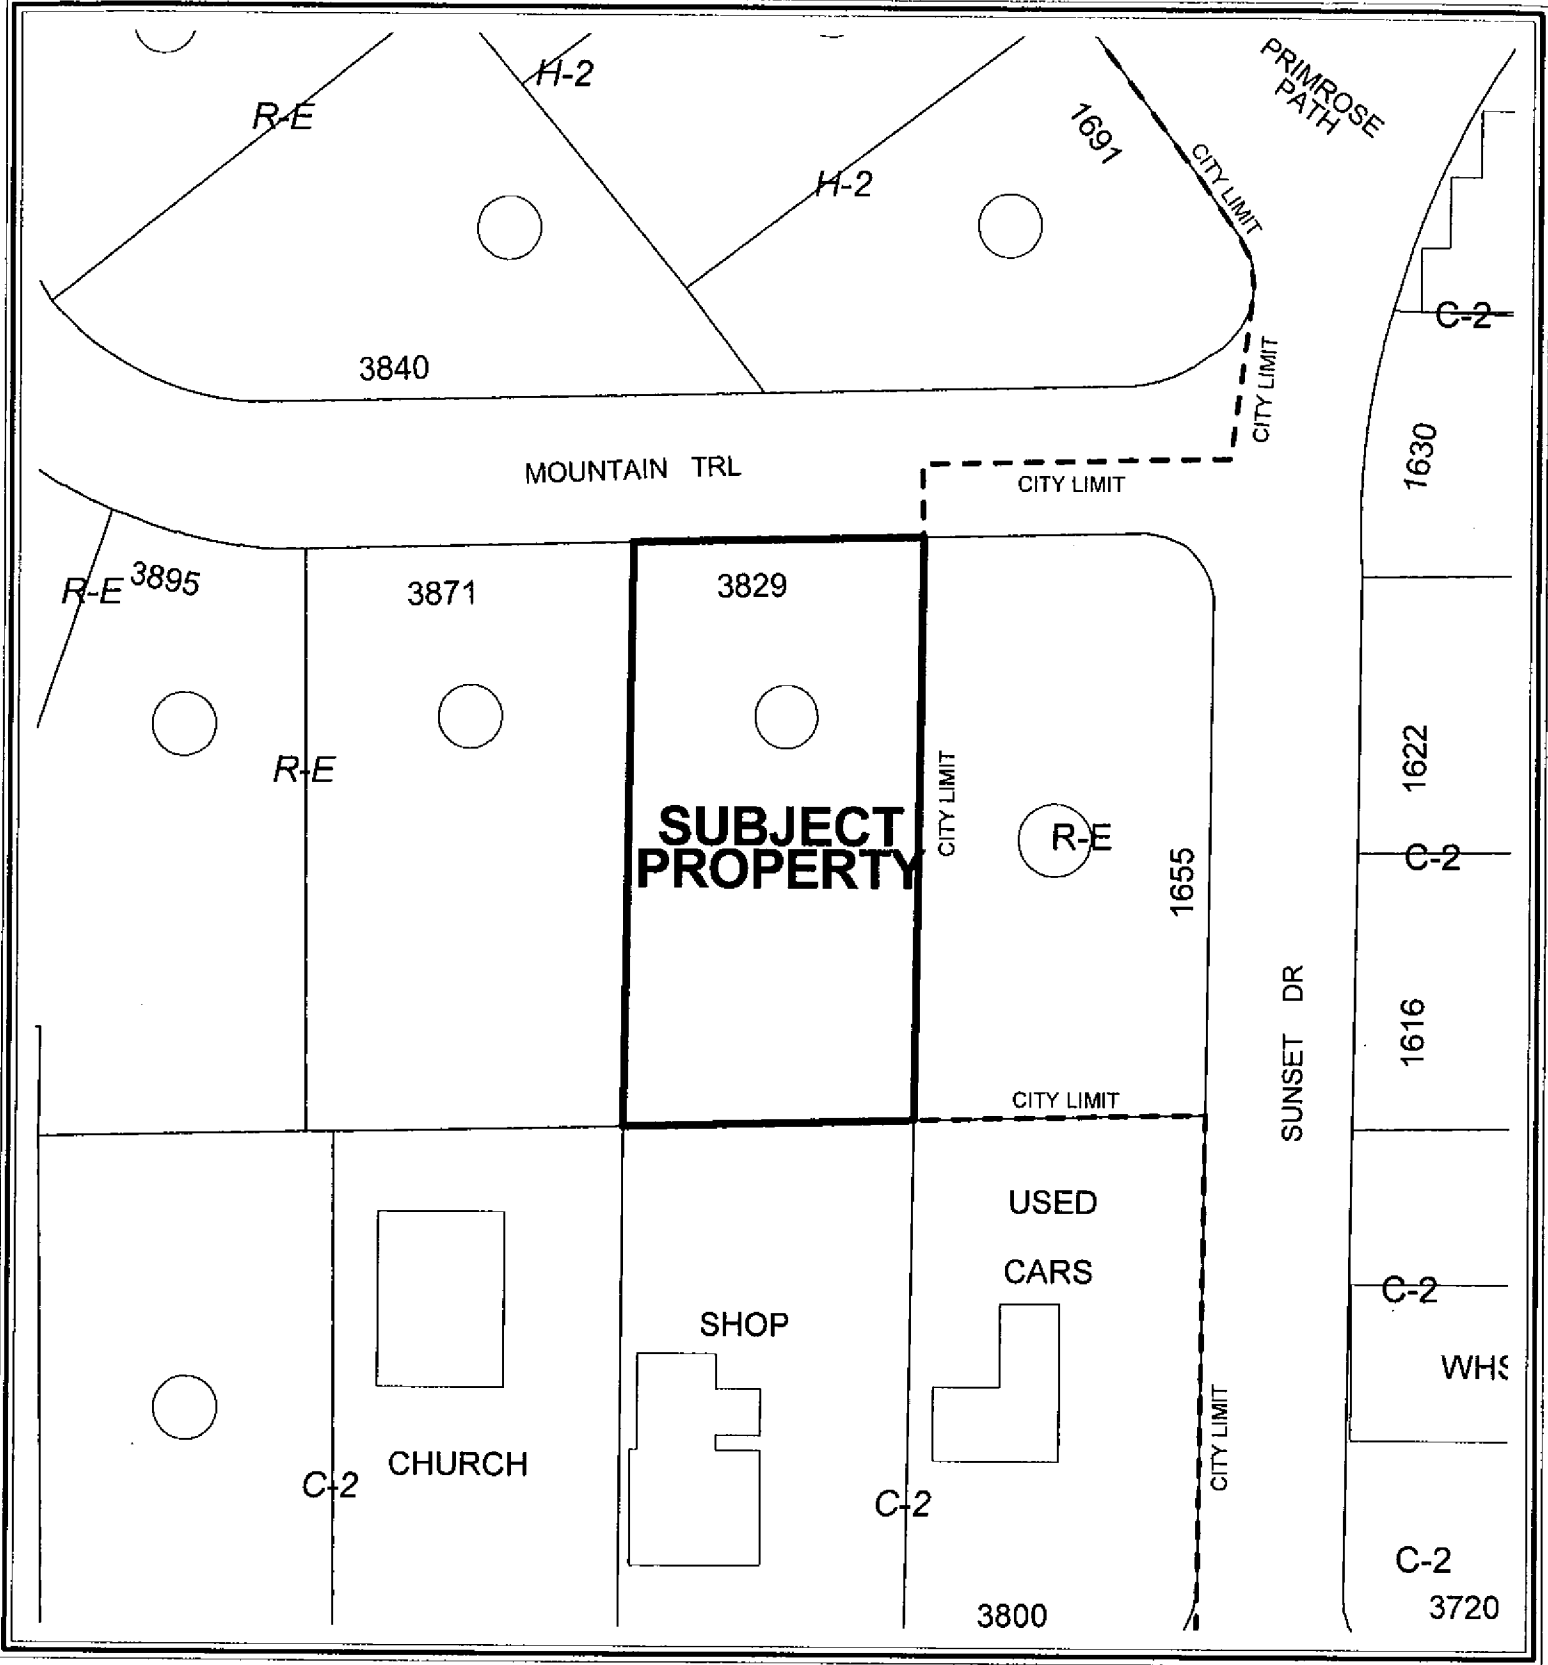 PRIMROSE
PATH
H-2
R-E
1691
CITY LIMIT
H-2
C-2
3840
CITY LIMIT
1630
MOUNTAIN TRL
CITY LIMIT
R-E
3895
3871
3829
R-E
CITY LIMIT
1622
SUBJECT
PROPERTY
R-E
1655
C-2
SUNSET DR
1616
CITY LIMIT
USED
CARS
C-2
SHOP
WHS
CITY LIMIT
CHURCH
C-2
C-2
C-2
3800
3720